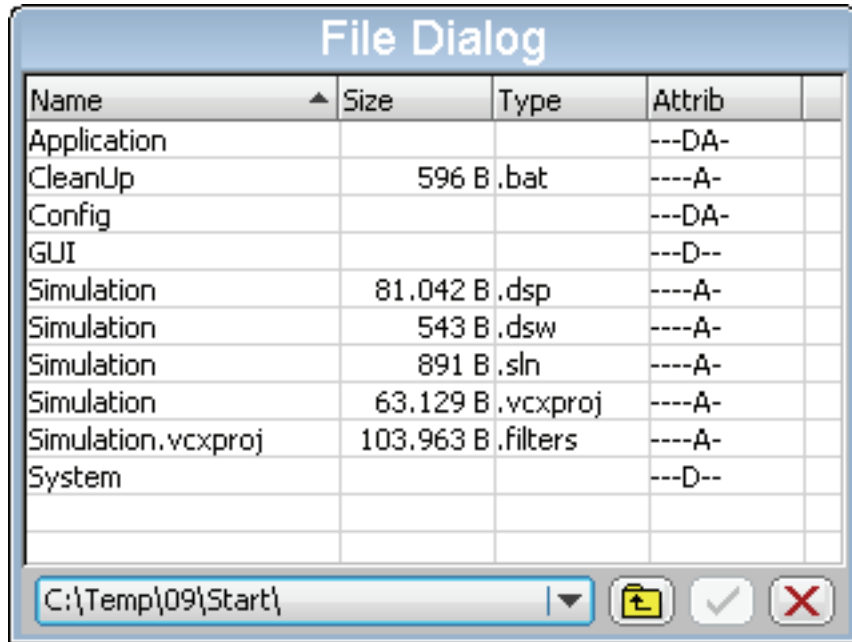 File Dialog
Name Size Type Attrib
Application ---DA-
CleanUp 596 B .bat ----A-
Config ---DA-
GUI ---D--
Simulation 81.042 B .dsp ----A-
Simulation 543 B .dsw ----A-
Simulation 891 B .sln ----A-
Simulation 63.129 B .vcxproj ----A-
Simulation.vcxproj 103.963 B .filters ----A-
System ---D--
C:\Temp\09\Start\